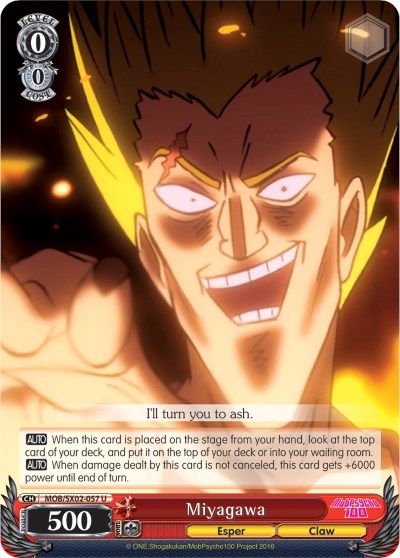 LEVEL
0
0
COST
I'll turn you to ash.
AUTO When this card is placed on the stage from your hand, look at the top
card of your deck, and put it on the top of your deck or into your waiting room.
AUTO When damage dealt by this card is not canceled, this card gets +6000
power until end of turn.
CH MOB/SX02-057 U
500
Miyagawa
MOB PSYCHO
100
Esper Claw
© ONE,Shogakukan/MobPsycho100 Project 2016